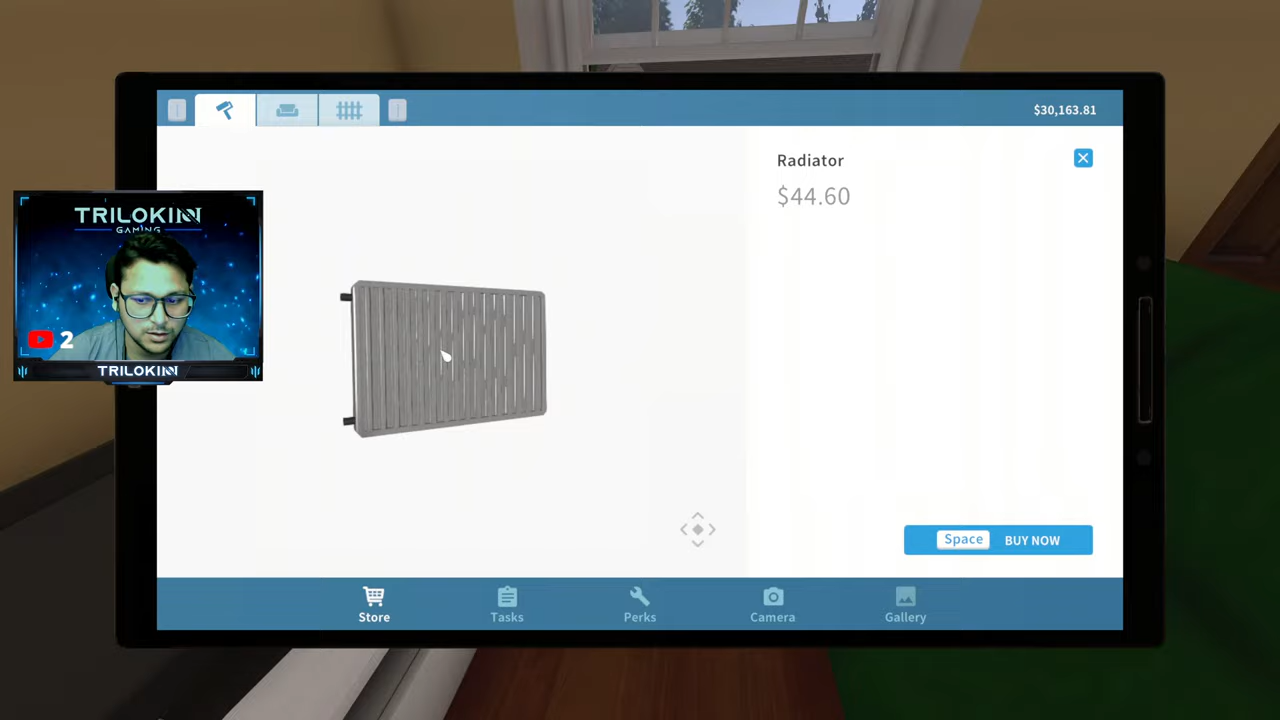 $30,163.81
Radiator
$44.60
TRILOKIN
GAMING
2
TRILOKIN
Space BUY NOW
Store Tasks Perks Camera Gallery